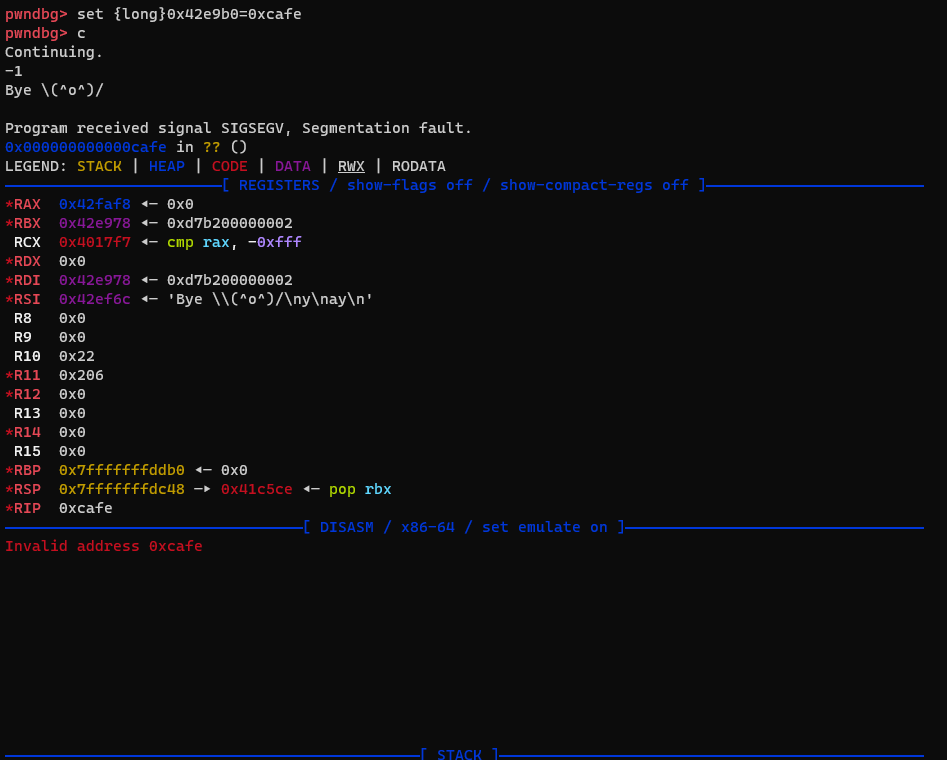 pwndbg> set {long}0x42e9b0=0xcafe
pwndbg> c
Continuing.
-1
Bye \(^o^)/
Program received signal SIGSEGV, Segmentation fault.
0x000000000000cafe in ?? ()
LEGEND: STACK | HEAP | CODE | DATA | RWX | RODATA
[ REGISTERS / show-flags off / show-compact-regs off ]
*RAX  0x42faf8 ◂— 0x0
*RBX  0x42e978 ◂— 0xd7b200000002
 RCX  0x4017f7 ◂— cmp rax, -0xfff
*RDX  0x0
*RDI  0x42e978 ◂— 0xd7b200000002
*RSI  0x42ef6c ◂— 'Bye \\(^o^)/\ny\nay\n'
 R8   0x0
 R9   0x0
 R10  0x22
*R11  0x206
*R12  0x0
 R13  0x0
*R14  0x0
 R15  0x0
*RBP  0x7fffffffddb0 ◂— 0x0
*RSP  0x7fffffffdc48 —▸ 0x41c5ce ◂— pop rbx
*RIP  0xcafe
[ DISASM / x86-64 / set emulate on ]
Invalid address 0xcafe
[ STACK ]